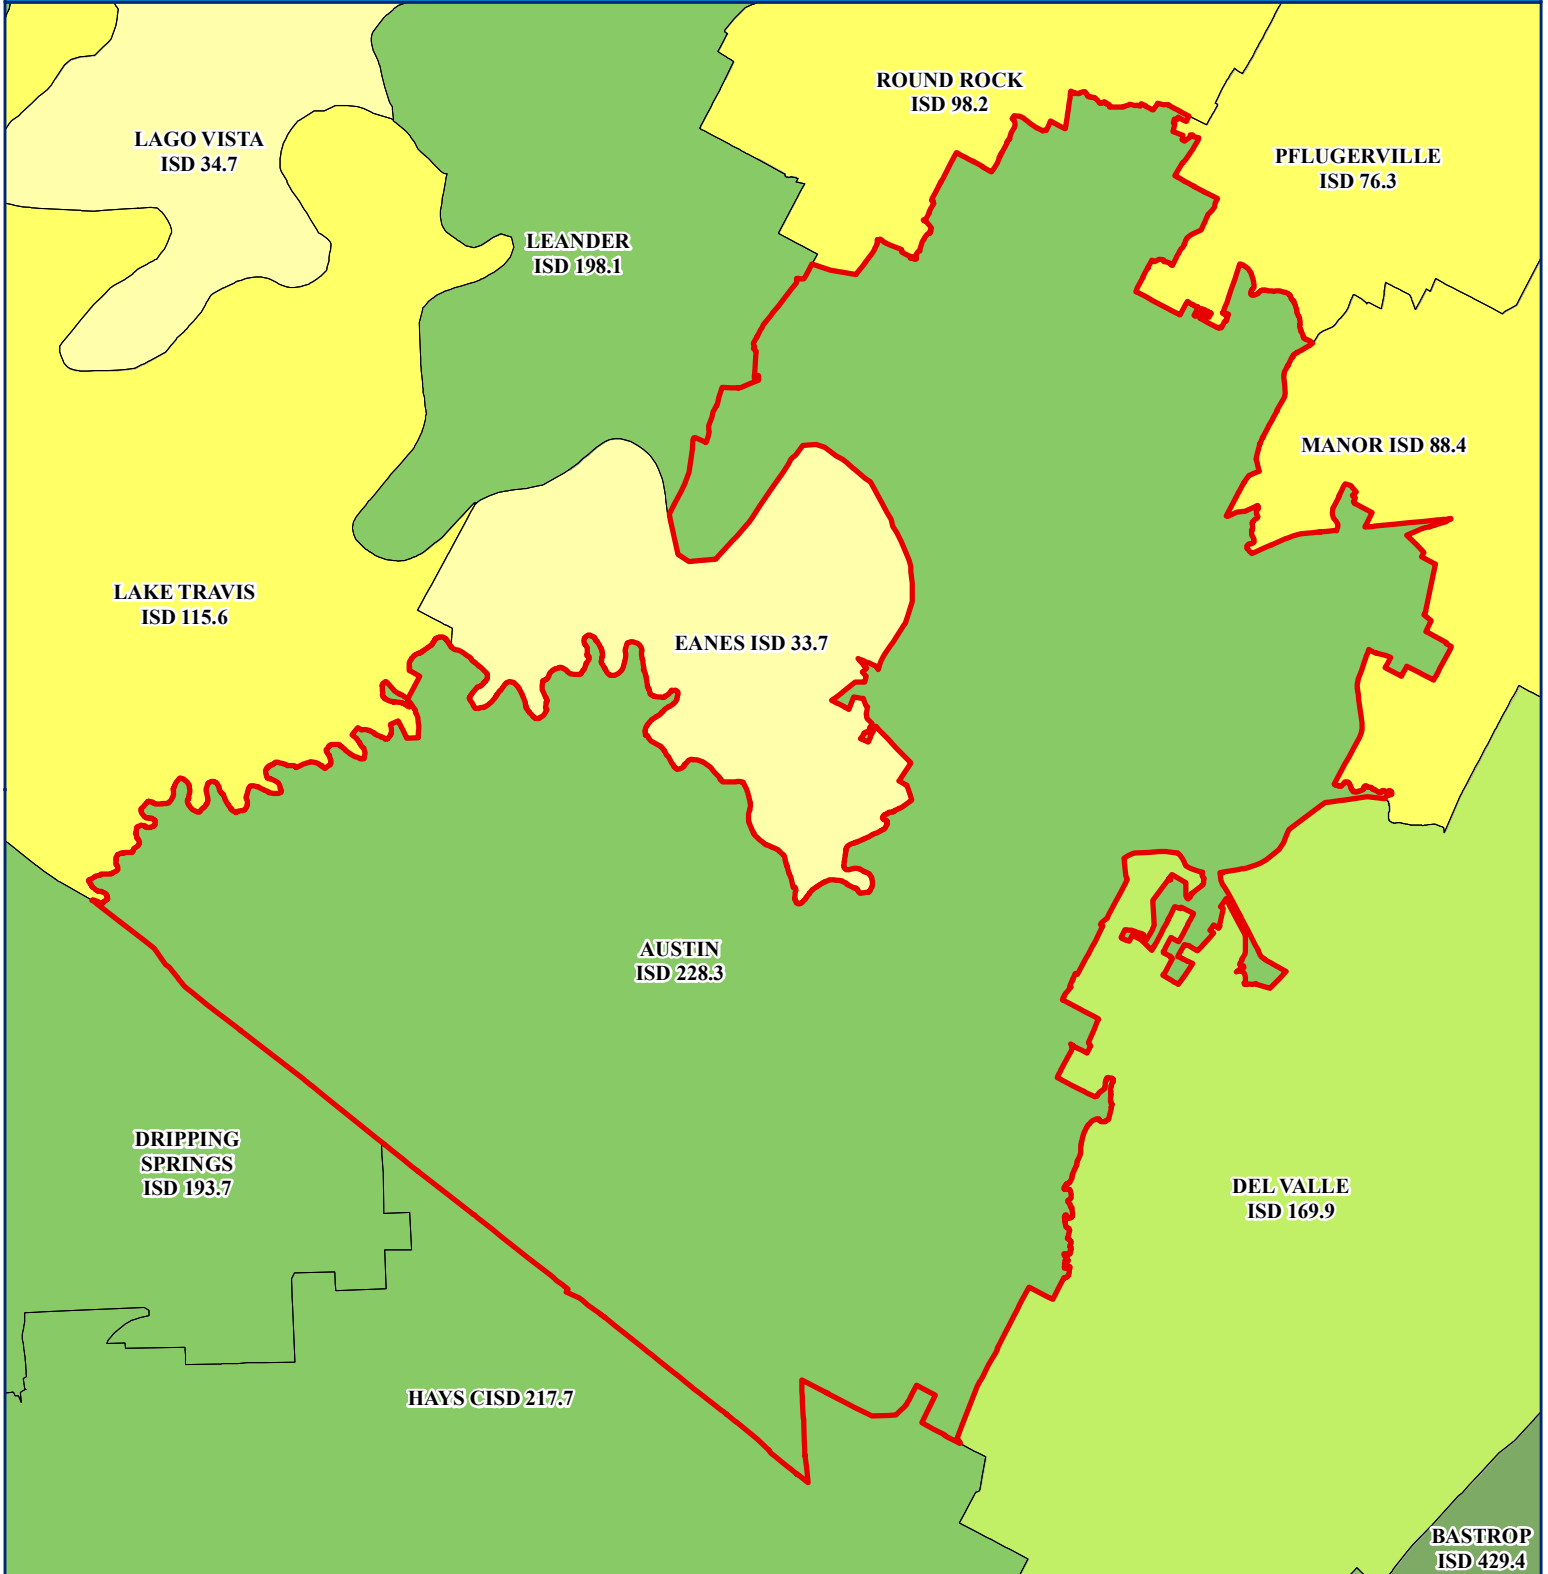 ROUND ROCK
ISD 98.2
LAGO VISTA
ISD 34.7
PFLUGERVILLE
ISD 76.3
LEANDER
ISD 198.1
MANOR ISD 88.4
LAKE TRAVIS
ISD 115.6
EANES ISD 33.7
AUSTIN
ISD 228.3
DRIPPING
SPRINGS
ISD 193.7
DEL VALLE
ISD 169.9
HAYS CISD 217.7
BASTROP
ISD 429.4